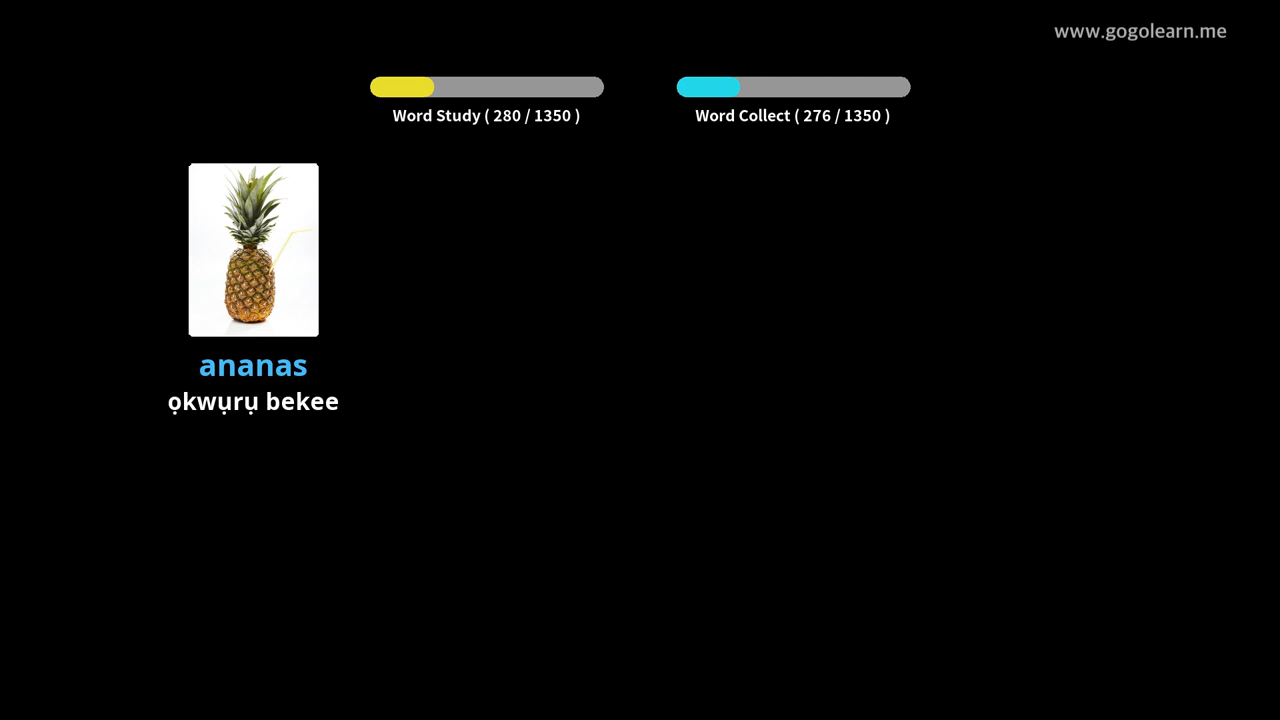 www.gogolearn.me
Word Study ( 280 / 1350 )
Word Collect ( 276 / 1350 )
ananas
ọkwụrụ bekee